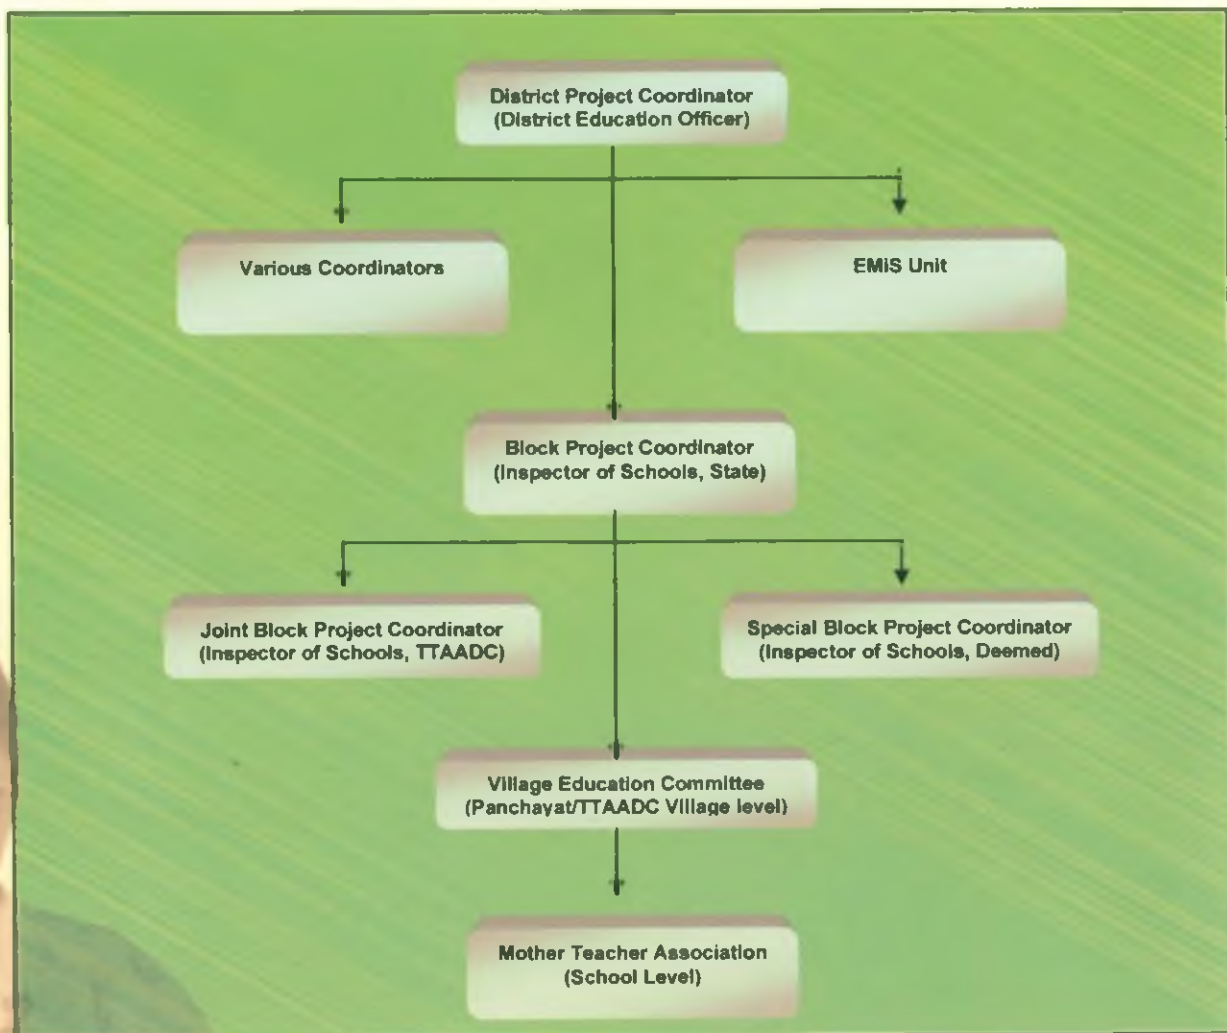 District Project Coordinator
(District Education Officer)
Various Coordinators
EMiS Unit
Block Project Coordinator
(Inspector of Schools, State)
Joint Block Project Coordinator
(Inspector of Schools, TTAADC)
Special Block Project Coordinator
(Inspector of Schools, Deemed)
Village Education Committee
(Panchayat/TTAADC Village level)
Mother Teacher Association
(School Level)